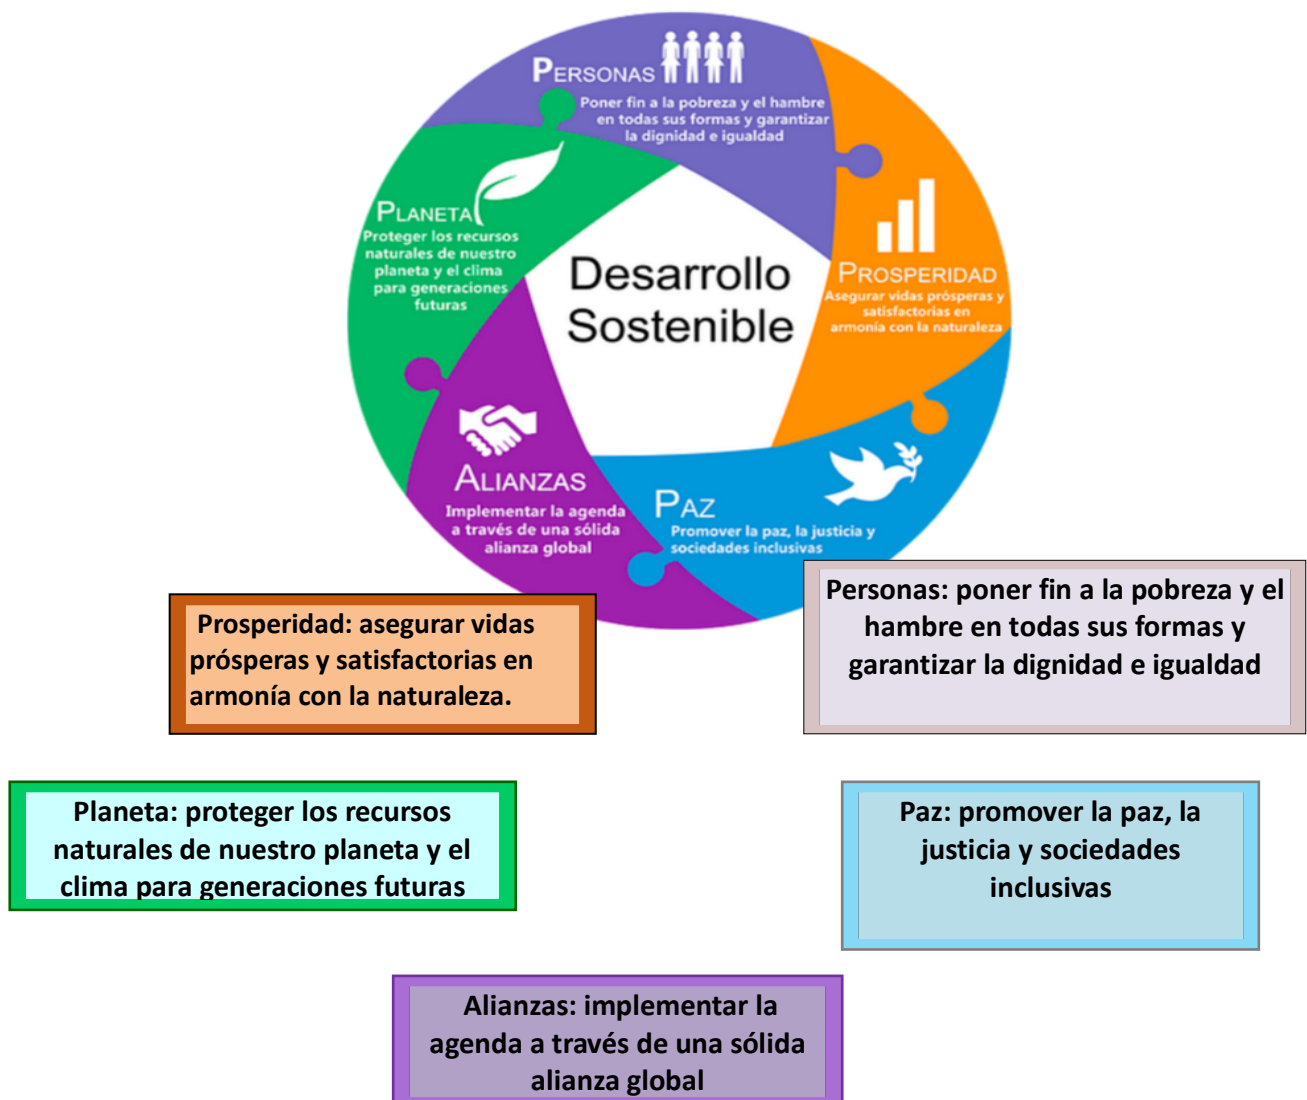 PERSONAS
Poner fin a la pobreza y el hambre
en todas sus formas y garantizar
la dignidad e igualdad
PLANETA
Proteger los recursos
naturales de nuestro
planeta y el clima
para generaciones
futuras
Desarrollo
Sostenible
PROSPERIDAD
Asegurar vidas prósperas y
satisfactorias en
armonía con la naturaleza
ALIANZAS
Implementar la agenda
a través de una sólida
alianza global
PAZ
Promover la paz, la justicia y
sociedades inclusivas
Prosperidad: asegurar vidas
prósperas y satisfactorias en
armonía con la naturaleza.
Personas: poner fin a la pobreza y el
hambre en todas sus formas y
garantizar la dignidad e igualdad
Planeta: proteger los recursos
naturales de nuestro planeta y el
clima para generaciones futuras
Paz: promover la paz, la
justicia y sociedades
inclusivas
Alianzas: implementar la
agenda a través de una sólida
alianza global